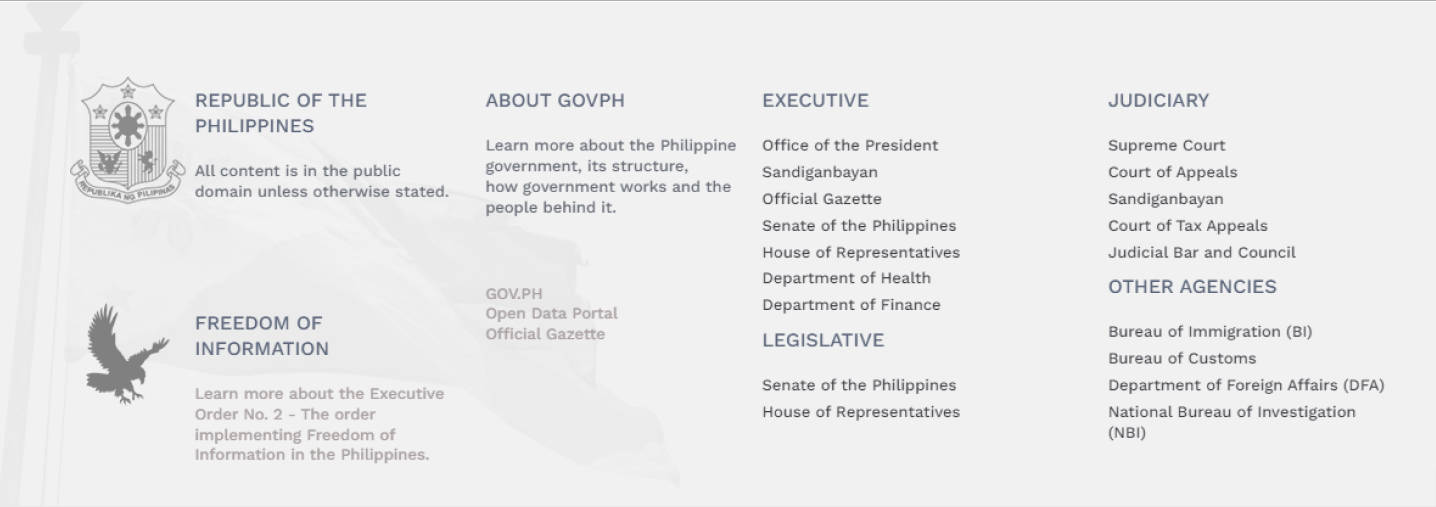 REPUBLIC OF THE
PHILIPPINES
All content is in the public
domain unless otherwise stated.
REPUBLIKA NG PILIPINAS
FREEDOM OF
INFORMATION
Learn more about the Executive
Order No. 2 - The order
implementing Freedom of
Information in the Philippines.
ABOUT GOVPH
Learn more about the Philippine
government, its structure,
how government works and the
people behind it.
GOV.PH
Open Data Portal
Official Gazette
EXECUTIVE
Office of the President
Sandiganbayan
Official Gazette
Senate of the Philippines
House of Representatives
Department of Health
Department of Finance
LEGISLATIVE
Senate of the Philippines
House of Representatives
JUDICIARY
Supreme Court
Court of Appeals
Sandiganbayan
Court of Tax Appeals
Judicial Bar and Council
OTHER AGENCIES
Bureau of Immigration (BI)
Bureau of Customs
Department of Foreign Affairs (DFA)
National Bureau of Investigation
(NBI)